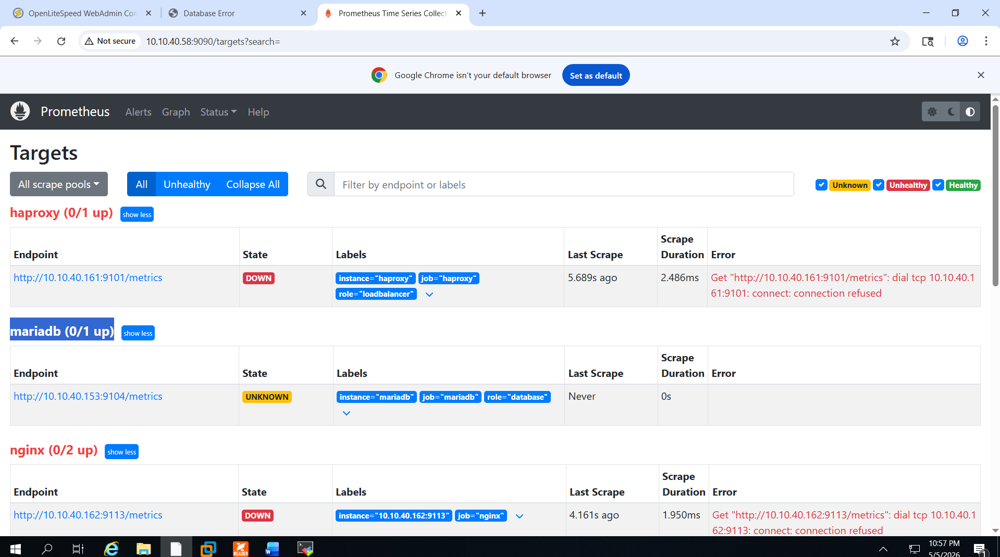 OpenLiteSpeed WebAdmin Con
Database Error
Prometheus Time Series Collect
Not secure
10.10.40.58:9090/targets?search=
Google Chrome isn't your default browser
Set as default
Prometheus
Alerts
Graph
Status
Help
Targets
All scrape pools
All
Unhealthy
Collapse All
Filter by endpoint or labels
Unknown
Unhealthy
Healthy
haproxy (0/1 up)
show less
Endpoint
State
Labels
Last Scrape
Scrape
Duration
Error
http://10.10.40.161:9101/metrics
DOWN
instance="haproxy"
job="haproxy"
role="loadbalancer"
5.689s ago
2.486ms
Get "http://10.10.40.161:9101/metrics": dial tcp 10.10.40.1
61:9101: connect: connection refused
mariadb (0/1 up)
show less
Endpoint
State
Labels
Last Scrape
Scrape
Duration
Error
http://10.10.40.153:9104/metrics
UNKNOWN
instance="mariadb"
job="mariadb"
role="database"
Never
0s
nginx (0/2 up)
show less
Endpoint
State
Labels
Last Scrape
Scrape
Duration
Error
http://10.10.40.162:9113/metrics
DOWN
instance="10.10.40.162:9113"
job="nginx"
4.161s ago
1.950ms
Get "http://10.10.40.162:9113/metrics": dial tcp 10.10.40.1
62:9113: connect: connection refused
READER
W
10:57 PM
5/5/2026
1